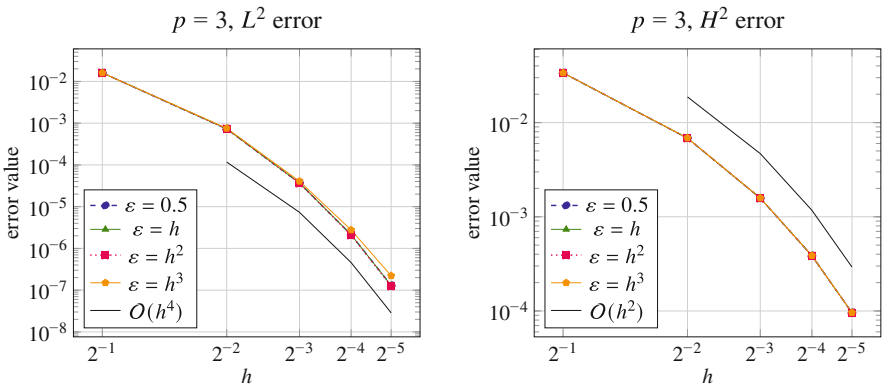 p = 3, L² error
10⁻²
10⁻³
10⁻⁴
10⁻⁵
10⁻⁶
10⁻⁷
10⁻⁸
error value
ε = 0.5
ε = h
ε = h²
ε = h³
O(h⁴)
2⁻¹ 2⁻² 2⁻³ 2⁻⁴ 2⁻⁵
h
p = 3, H² error
10⁻²
10⁻³
10⁻⁴
error value
ε = 0.5
ε = h
ε = h²
ε = h³
O(h²)
2⁻¹ 2⁻² 2⁻³ 2⁻⁴ 2⁻⁵
h